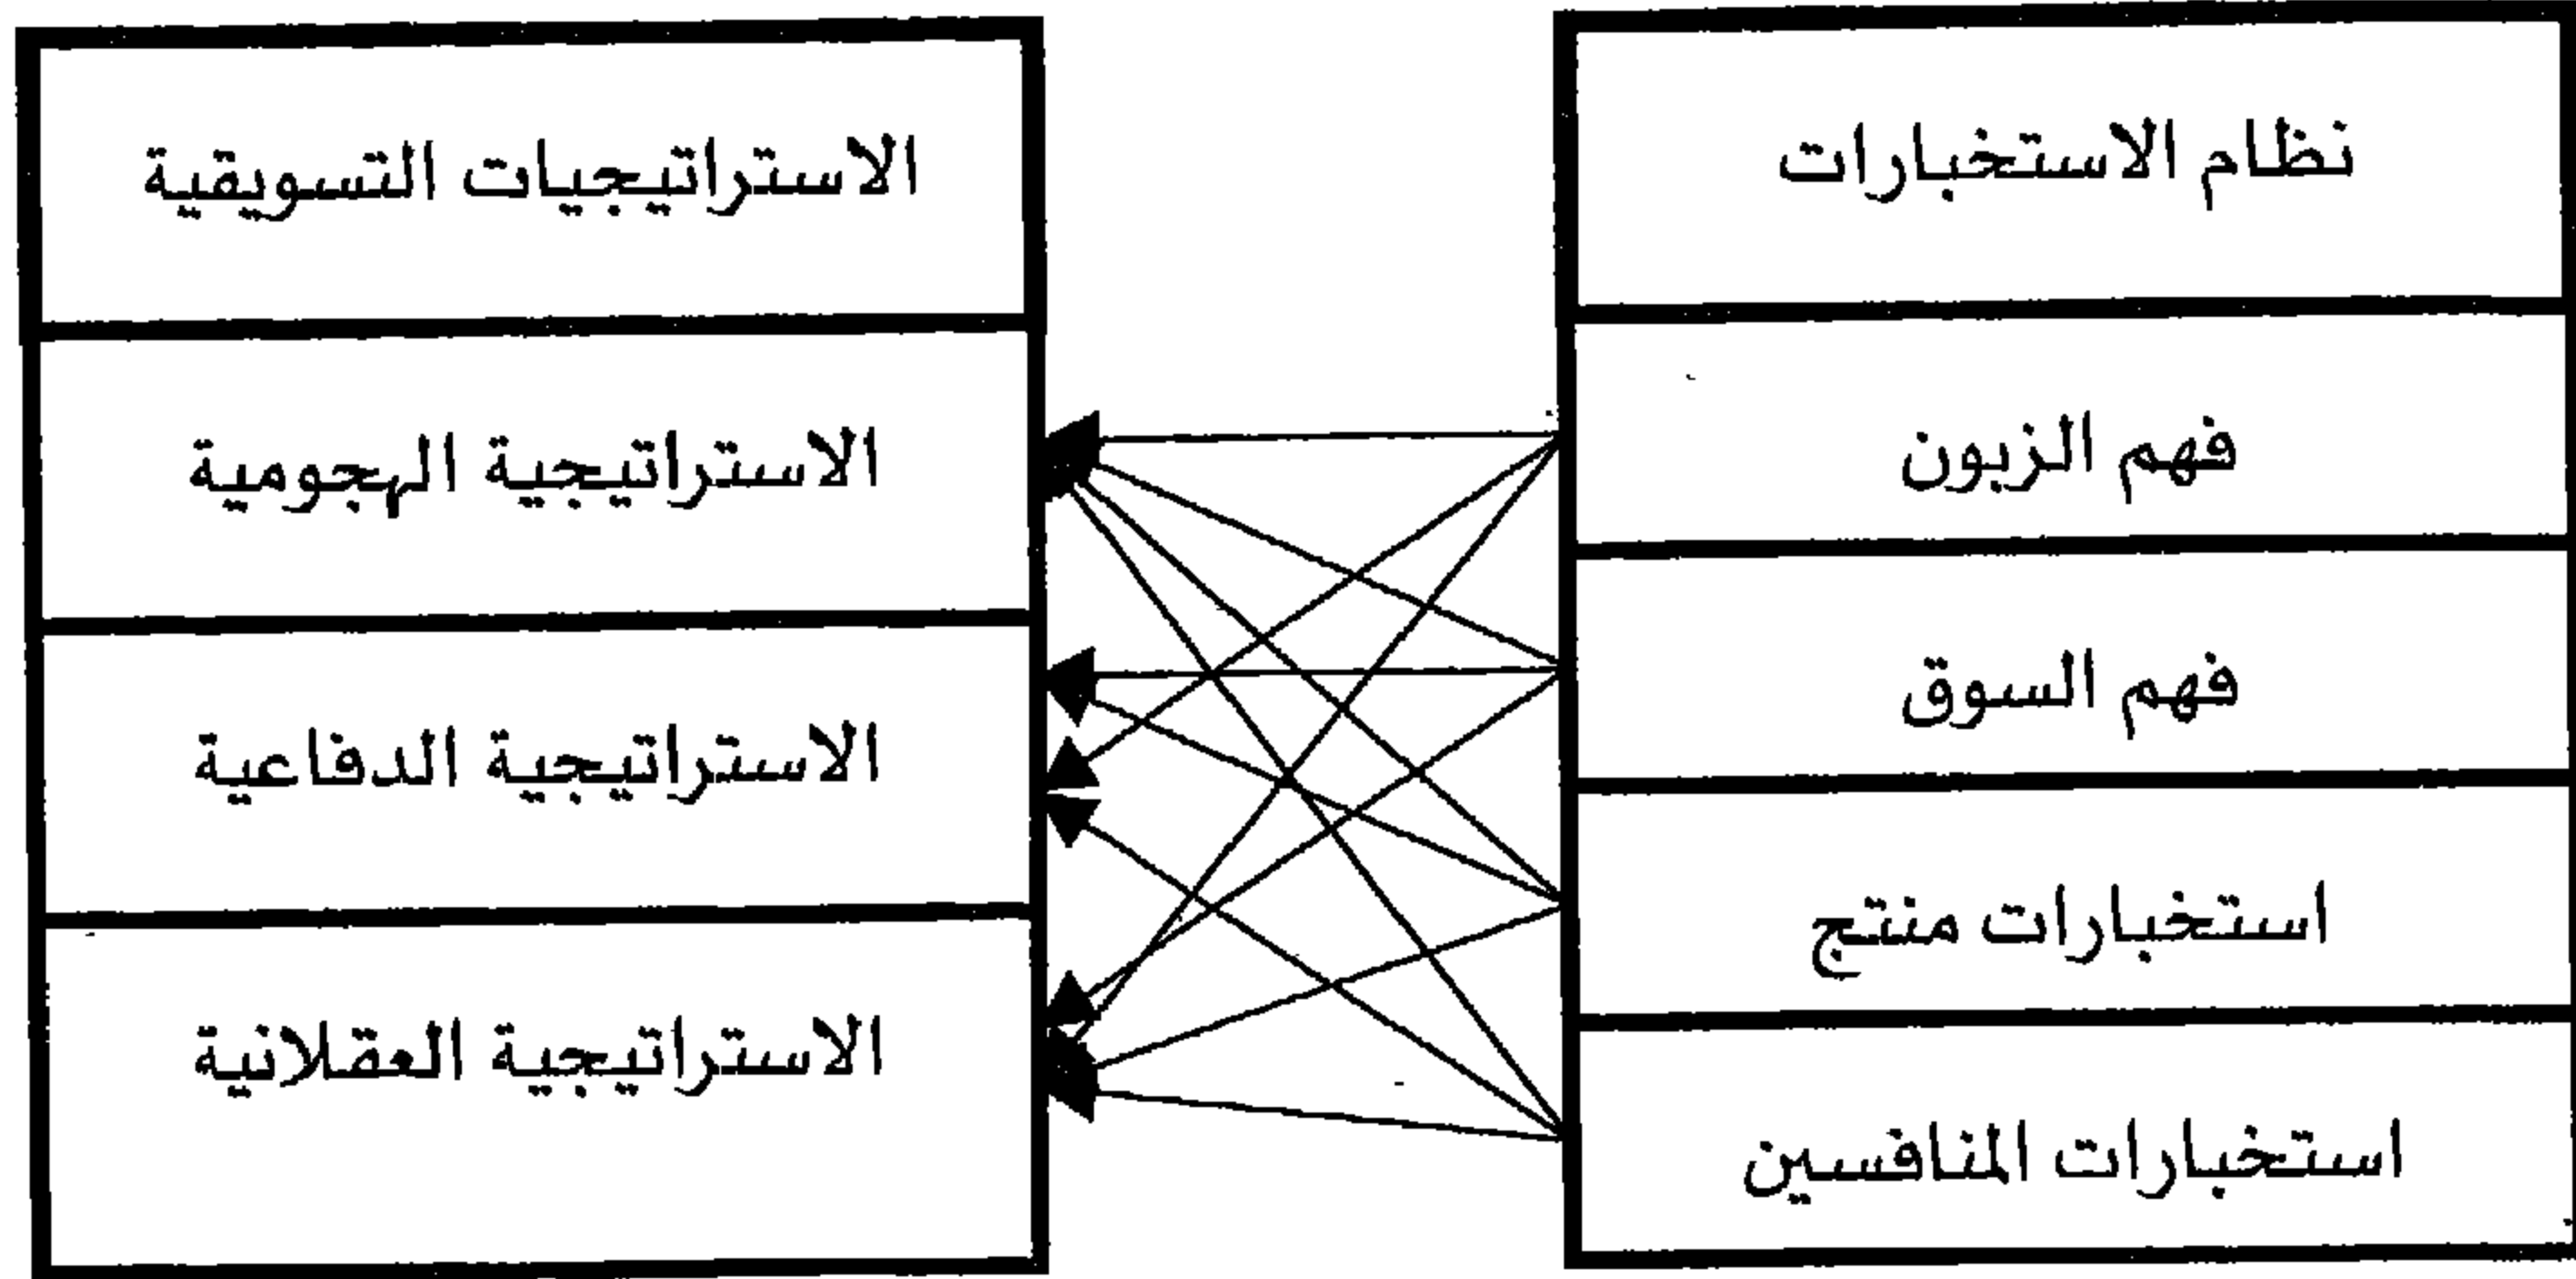 نظام الاستخبارات
فهم الزبون
فهم السوق
استخبارات منتج
استخبارات المنافسين
الاستراتيجيات التسويقية
الاستراتيجية الهجومية
الاستراتيجية الدفاعية
الاستراتيجية العقلانية